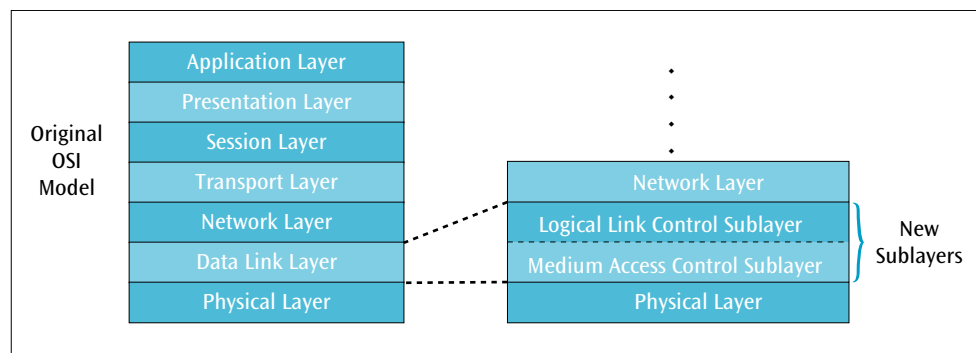 Original
OSI
Model
Application Layer
Presentation Layer
Session Layer
Transport Layer
Network Layer
Data Link Layer
Physical Layer
Network Layer
Logical Link Control Sublayer
Medium Access Control Sublayer
Physical Layer
New
Sublayers